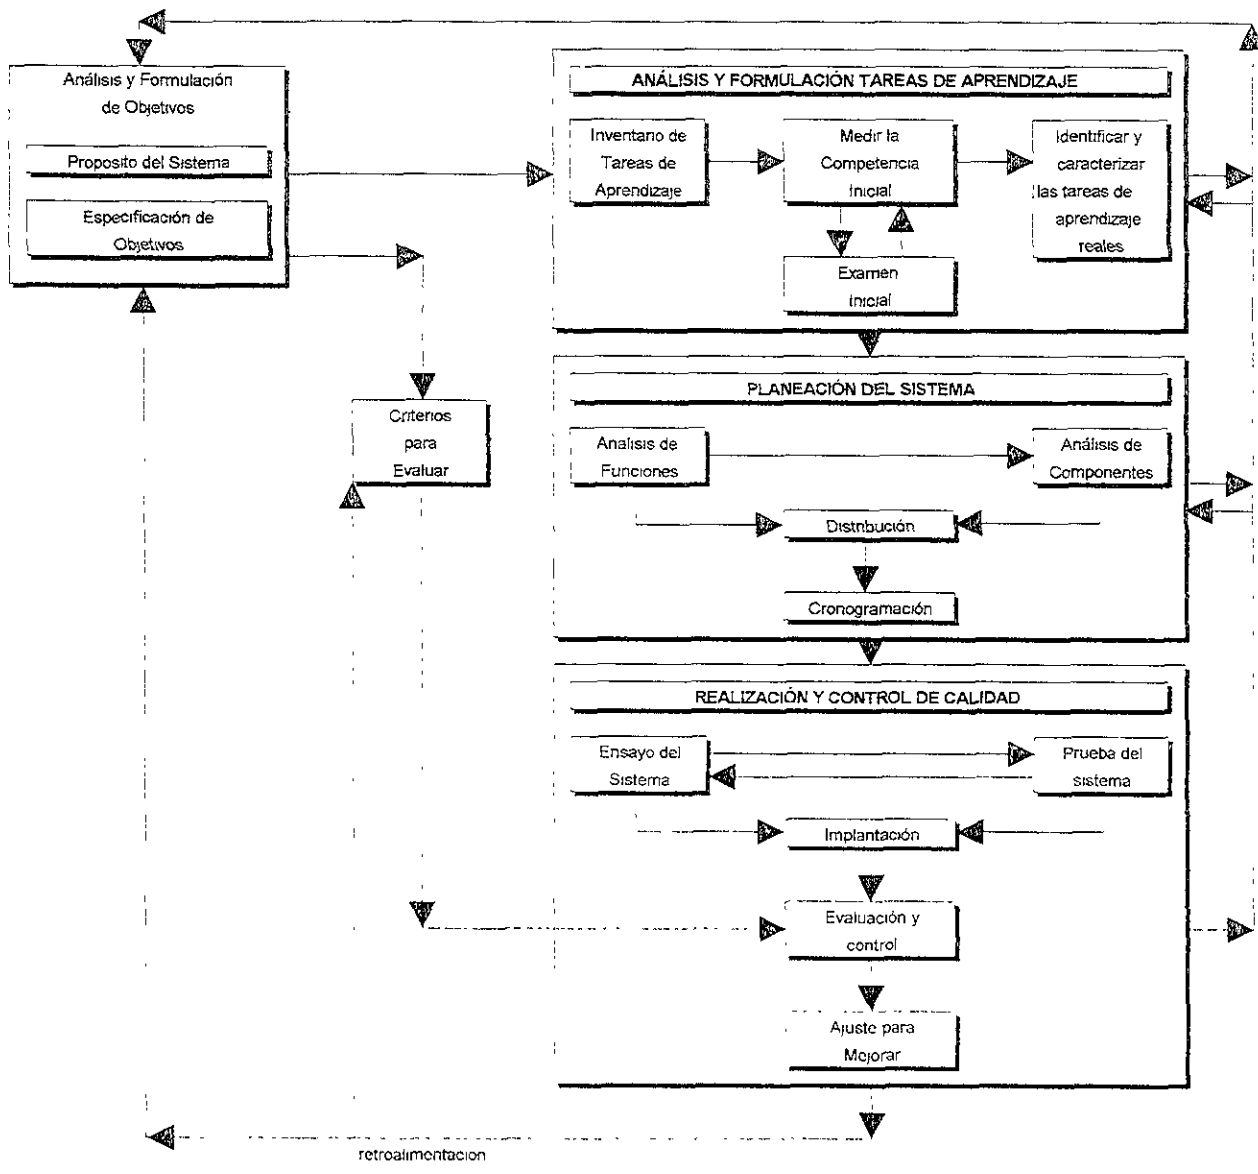 Análisis y Formulación
de Objetivos
Proposito del Sistema
Especificación de
Objetivos
ANÁLISIS Y FORMULACIÓN TAREAS DE APRENDIZAJE
Inventario de
Tareas de
Aprendizaje
Medir la
Competencia
Inicial
Identificar y
caracterizar
las tareas de
aprendizaje
reales
Examen
inicial
Criterios
para
Evaluar
PLANEACIÓN DEL SISTEMA
Analisis de
Funciones
Análisis de
Componentes
Distribución
Cronogramación
REALIZACIÓN Y CONTROL DE CALIDAD
Ensayo del
Sistema
Prueba del
sistema
Implantación
Evaluación y
control
Ajuste para
Mejorar
retroalimentacion